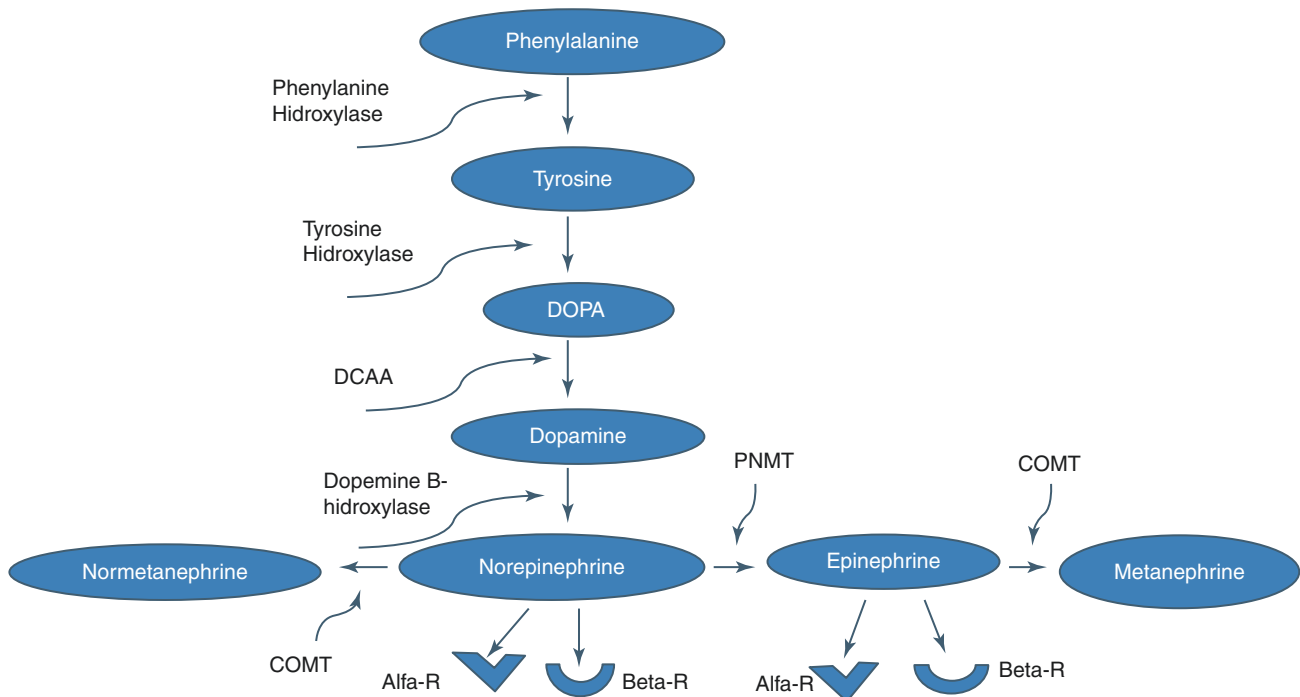 Phenylalanine
Phenylanine
Hidroxylase
Tyrosine
Tyrosine
Hidroxylase
DOPA
DCAA
Dopamine
Dopemine B-
hidroxylase
PNMT
COMT
Normetanephrine
Norepinephrine
Epinephrine
Metanephrine
COMT
Alfa-R
Beta-R
Alfa-R
Beta-R